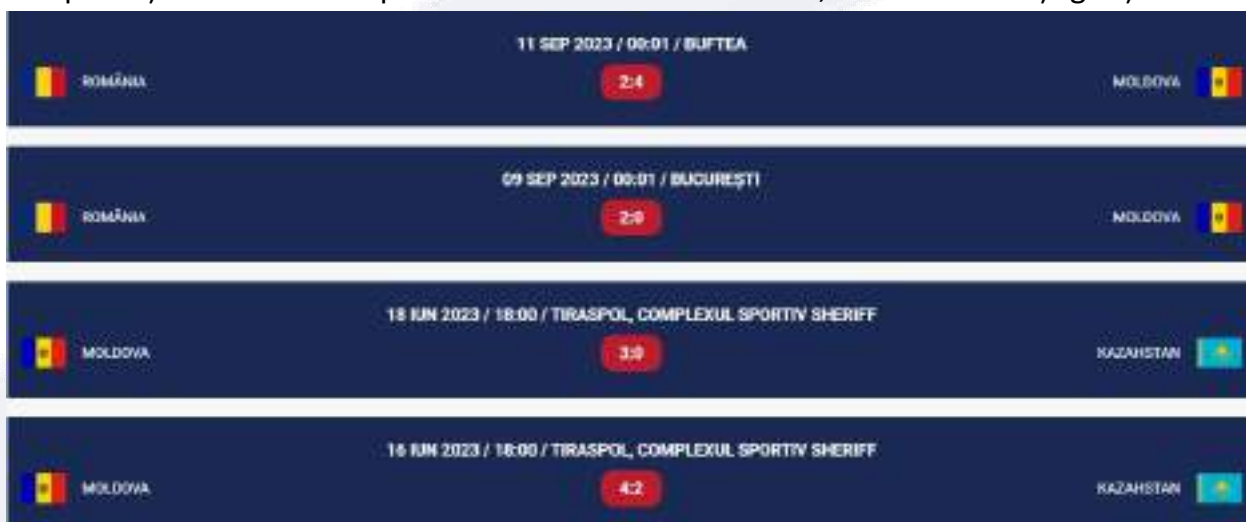 11 SEP 2023 / 00:01 / BUFTEA
ROMÂNIA 2:4 MOLDOVA
09 SEP 2023 / 00:01 / BUCUREȘTI
ROMÂNIA 2:0 MOLDOVA
18 IUN 2023 / 18:00 / TIRASPOL, COMPLEXUL SPORTIV SHERIFF
MOLDOVA 3:0 KAZAHSTAN
16 IUN 2023 / 18:00 / TIRASPOL, COMPLEXUL SPORTIV SHERIFF
MOLDOVA 4:2 KAZAHSTAN